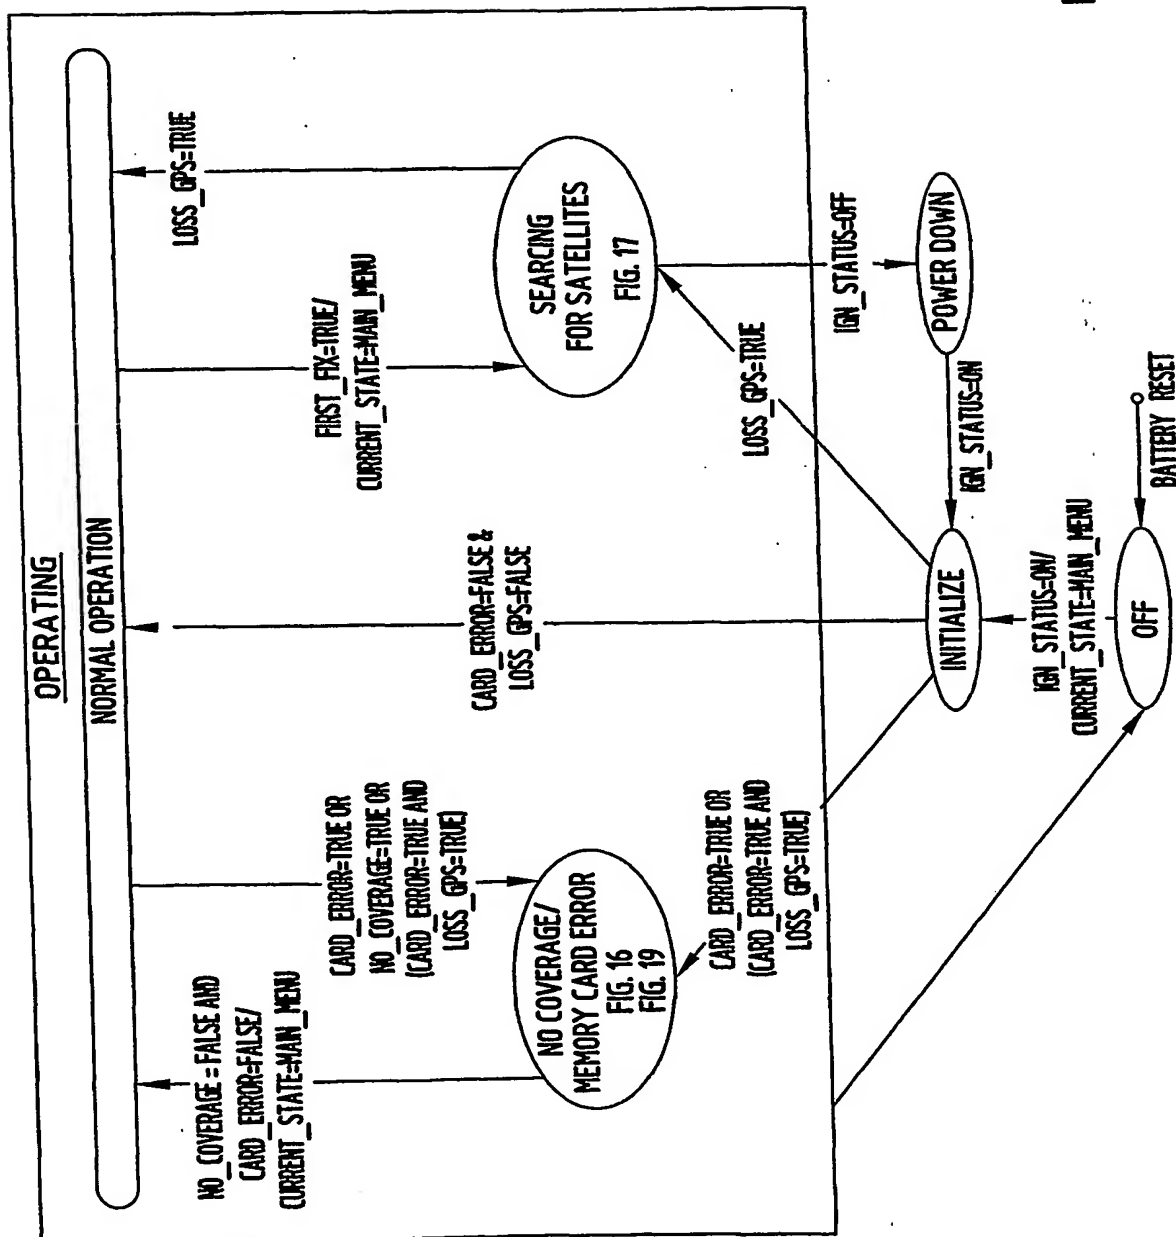 OPERATING
NORMAL OPERATION
NO_COVERAGE =FALSE AND
CARD_ERROR=FALSE/
CURRENT_STATE=MAIN_MENU
CARD_ERROR=TRUE OR
NO_COVERAGE=TRUE OR
(CARD_ERROR=TRUE AND
LOSS_GPS=TRUE)
CARD_ERROR=FALSE &
LOSS_GPS=FALSE
FIRST_FIX=TRUE/
CURRENT_STATE=MAIN_MENU
LOSS_GPS=TRUE
NO COVERAGE/
MEMORY CARD ERROR
FIG. 16
FIG. 19
SEARCING
FOR SATELLITES
FIG. 17
CARD_ERROR=TRUE OR
(CARD_ERROR=TRUE AND
LOSS_GPS=TRUE)
LOSS_GPS=TRUE
IGN_STATUS=OFF
INITIALIZE
IGN_STATUS=ON
POWER DOWN
IGN_STATUS=ON/
CURRENT_STATE=MAIN_MENU
OFF
BATTERY RESET